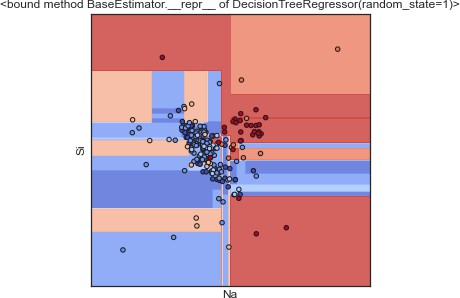 <bound method BaseEstimator.__repr__ of DecisionTreeRegressor(random_state=1)>
Si
Na